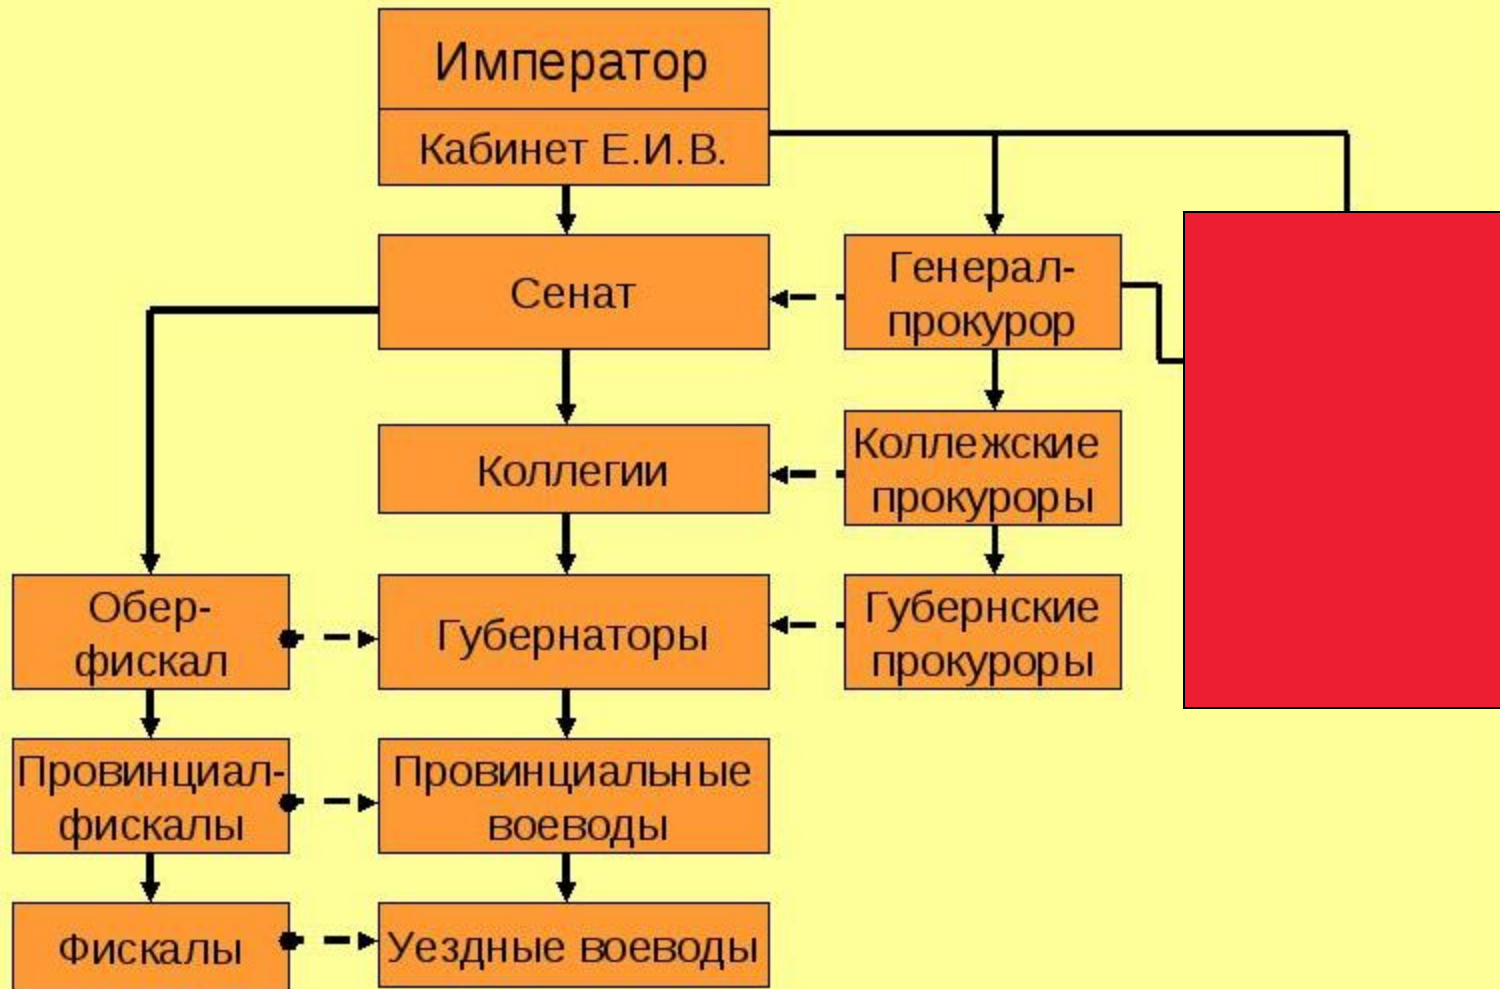 Император
Кабинет Е.И.В.
Сенат
Генерал-
прокурор
Коллегии
Коллежские
прокуроры
Обер-
фискал
Губернаторы
Губернские
прокуроры
Провинциал-
фискалы
Провинциальные
воеводы
Фискалы
Уездные воеводы